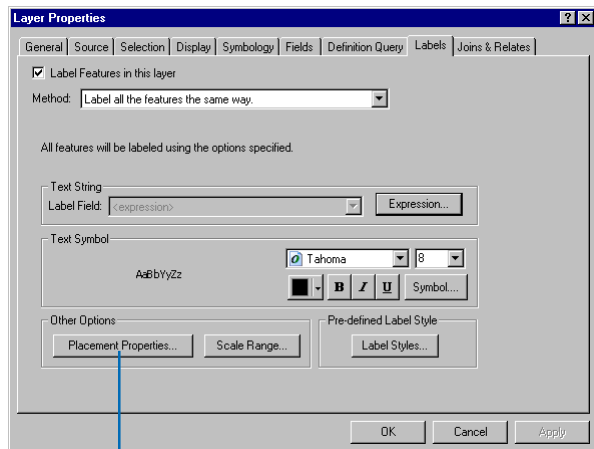 Layer Properties
General Source Selection Display Symbology Fields Definition Query Labels Joins & Relates
Label Features in this layer
Method: Label all the features the same way.
All features will be labeled using the options specified.
Text String
Label Field: <expression> Expression...
Text Symbol
AaBbYyZz Tahoma 8
B I U Symbol....
Other Options Pre-defined Label Style
Placement Properties... Scale Range... Label Styles...
OK Cancel Apply